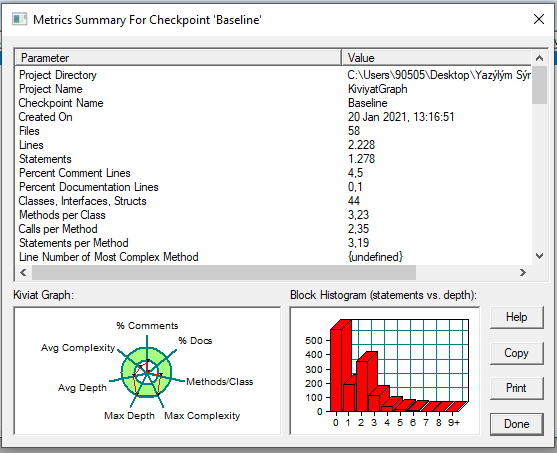 Metrics Summary For Checkpoint 'Baseline'
Parameter Value
Project Directory C:\Users\90505\Desktop\Yazýlým Sýr
Project Name KiviyatGraph
Checkpoint Name Baseline
Created On 20 Jan 2021, 13:16:51
Files 58
Lines 2.228
Statements 1.278
Percent Comment Lines 4,5
Percent Documentation Lines 0,1
Classes, Interfaces, Structs 44
Methods per Class 3,23
Calls per Method 2,35
Statements per Method 3,19
Line Number of Most Complex Method {undefined}
Kiviat Graph:
% Comments
% Docs
Methods/Class
Max Complexity
Max Depth
Avg Depth
Avg Complexity
Block Histogram (statements vs. depth):
500
400
300
200
100
0
0 1 2 3 4 5 6 7 8 9+
Help
Copy
Print
Done